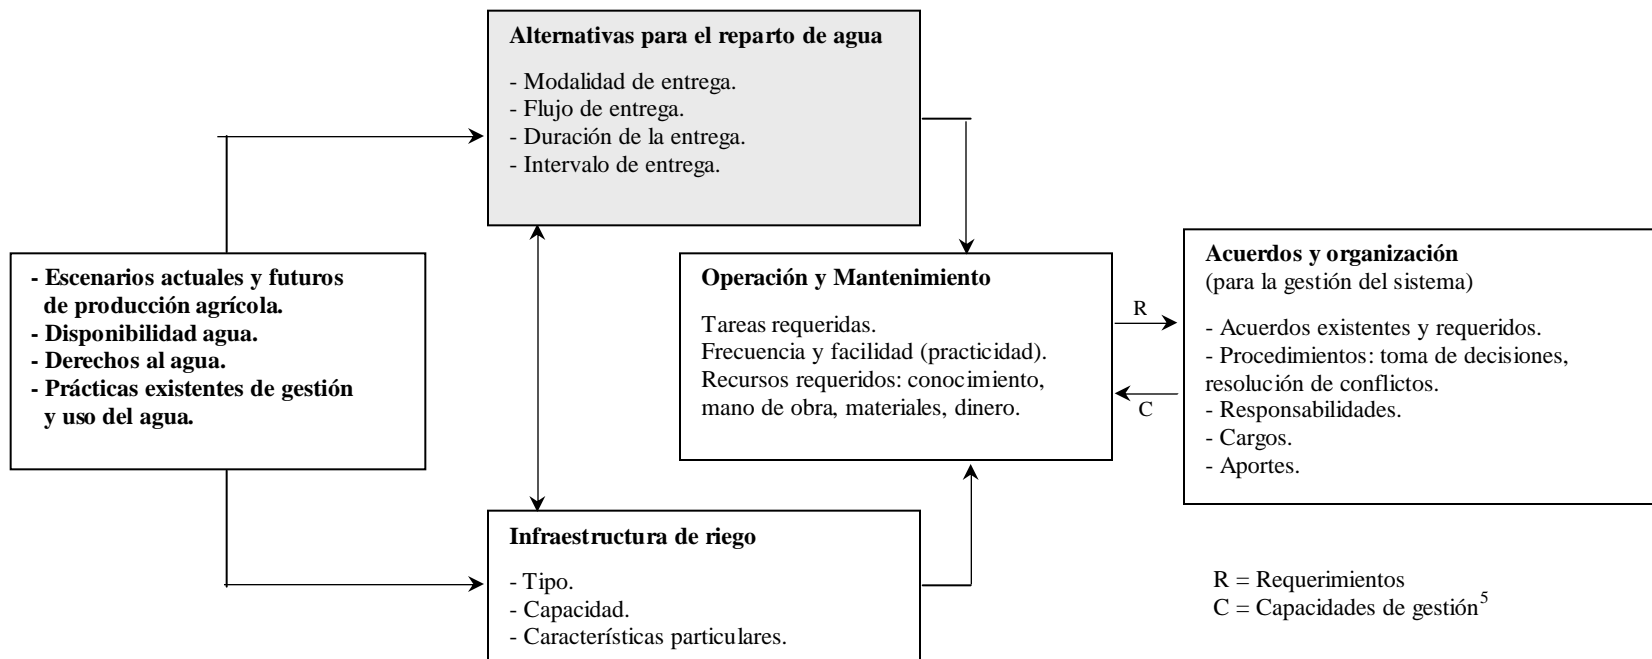 Alternativas para el reparto de agua
- Modalidad de entrega.
- Flujo de entrega.
- Duración de la entrega.
- Intervalo de entrega.
- Escenarios actuales y futuros
de producción agrícola.
- Disponibilidad agua.
- Derechos al agua.
- Prácticas existentes de gestión
y uso del agua.
Operación y Mantenimiento
Tareas requeridas.
Frecuencia y facilidad (practicidad).
Recursos requeridos: conocimiento,
mano de obra, materiales, dinero.
R
C
Acuerdos y organización
(para la gestión del sistema)
- Acuerdos existentes y requeridos.
- Procedimientos: toma de decisiones,
resolución de conflictos.
- Responsabilidades.
- Cargos.
- Aportes.
Infraestructura de riego
- Tipo.
- Capacidad.
- Características particulares.
R = Requerimientos
C = Capacidades de gestión5